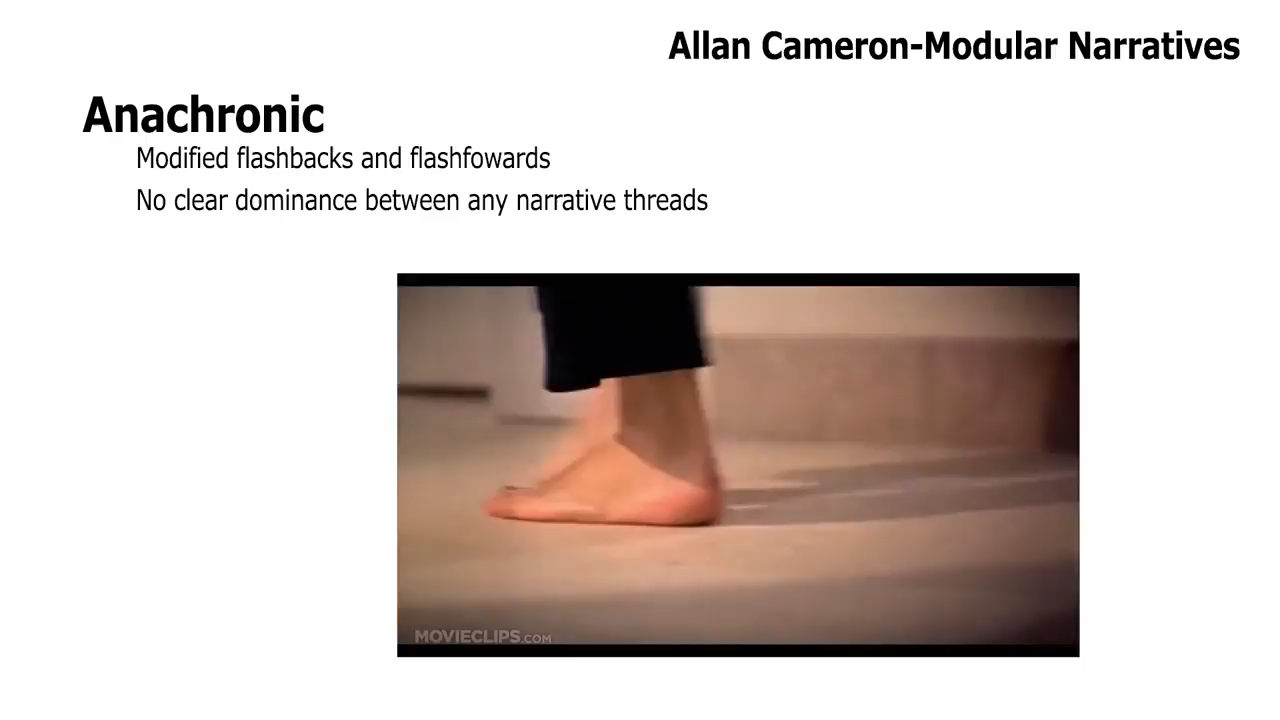 Allan Cameron-Modular Narratives
Anachronic
Modified flashbacks and flashfowards
No clear dominance between any narrative threads
MOVIECLIPS.COM